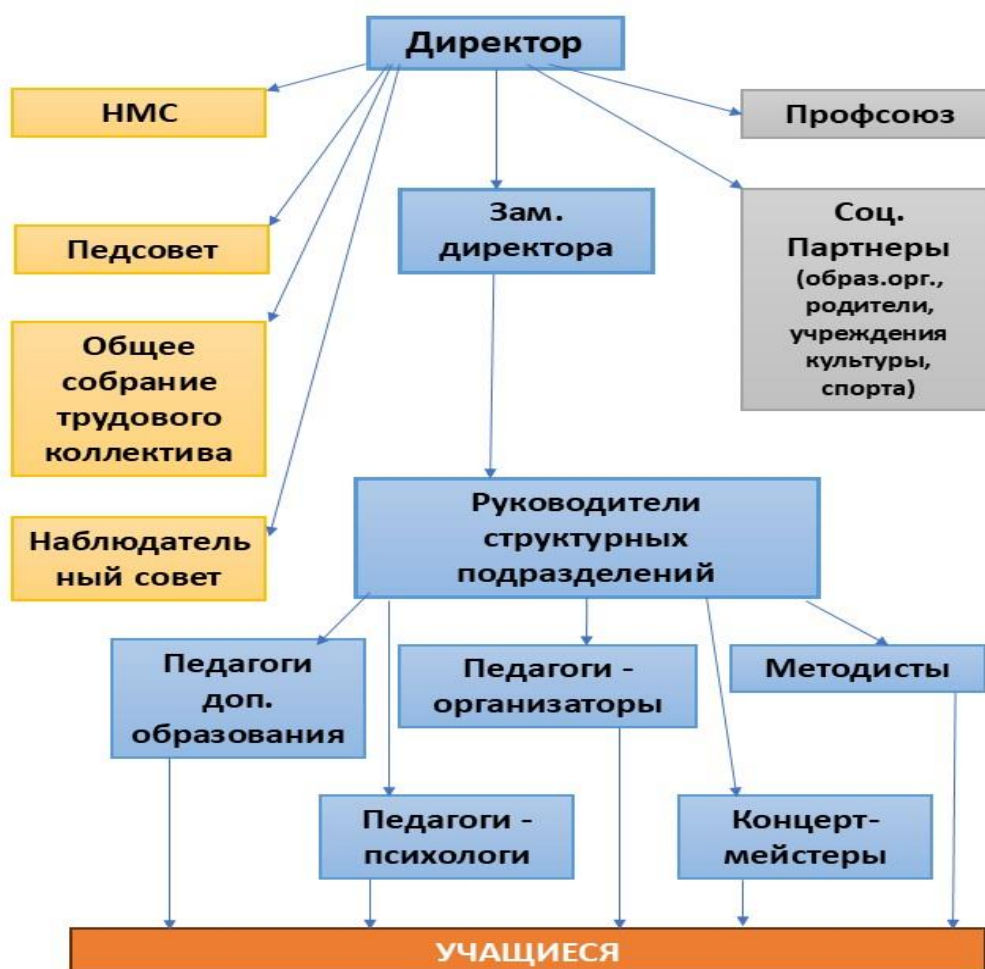 Директор
НМС
Профсоюз
Зам.
директора
Соц.
Партнеры
(образ.орг.,
родители,
учреждения
культуры,
спорта)
Педсовет
Общее
собрание
трудового
коллектива
Наблюдатель
ный совет
Руководители
структурных
подразделений
Педагоги
доп.
образования
Педагоги -
организаторы
Методисты
Педагоги -
психологи
Концерт-
мейстеры
УЧАЩИЕСЯ